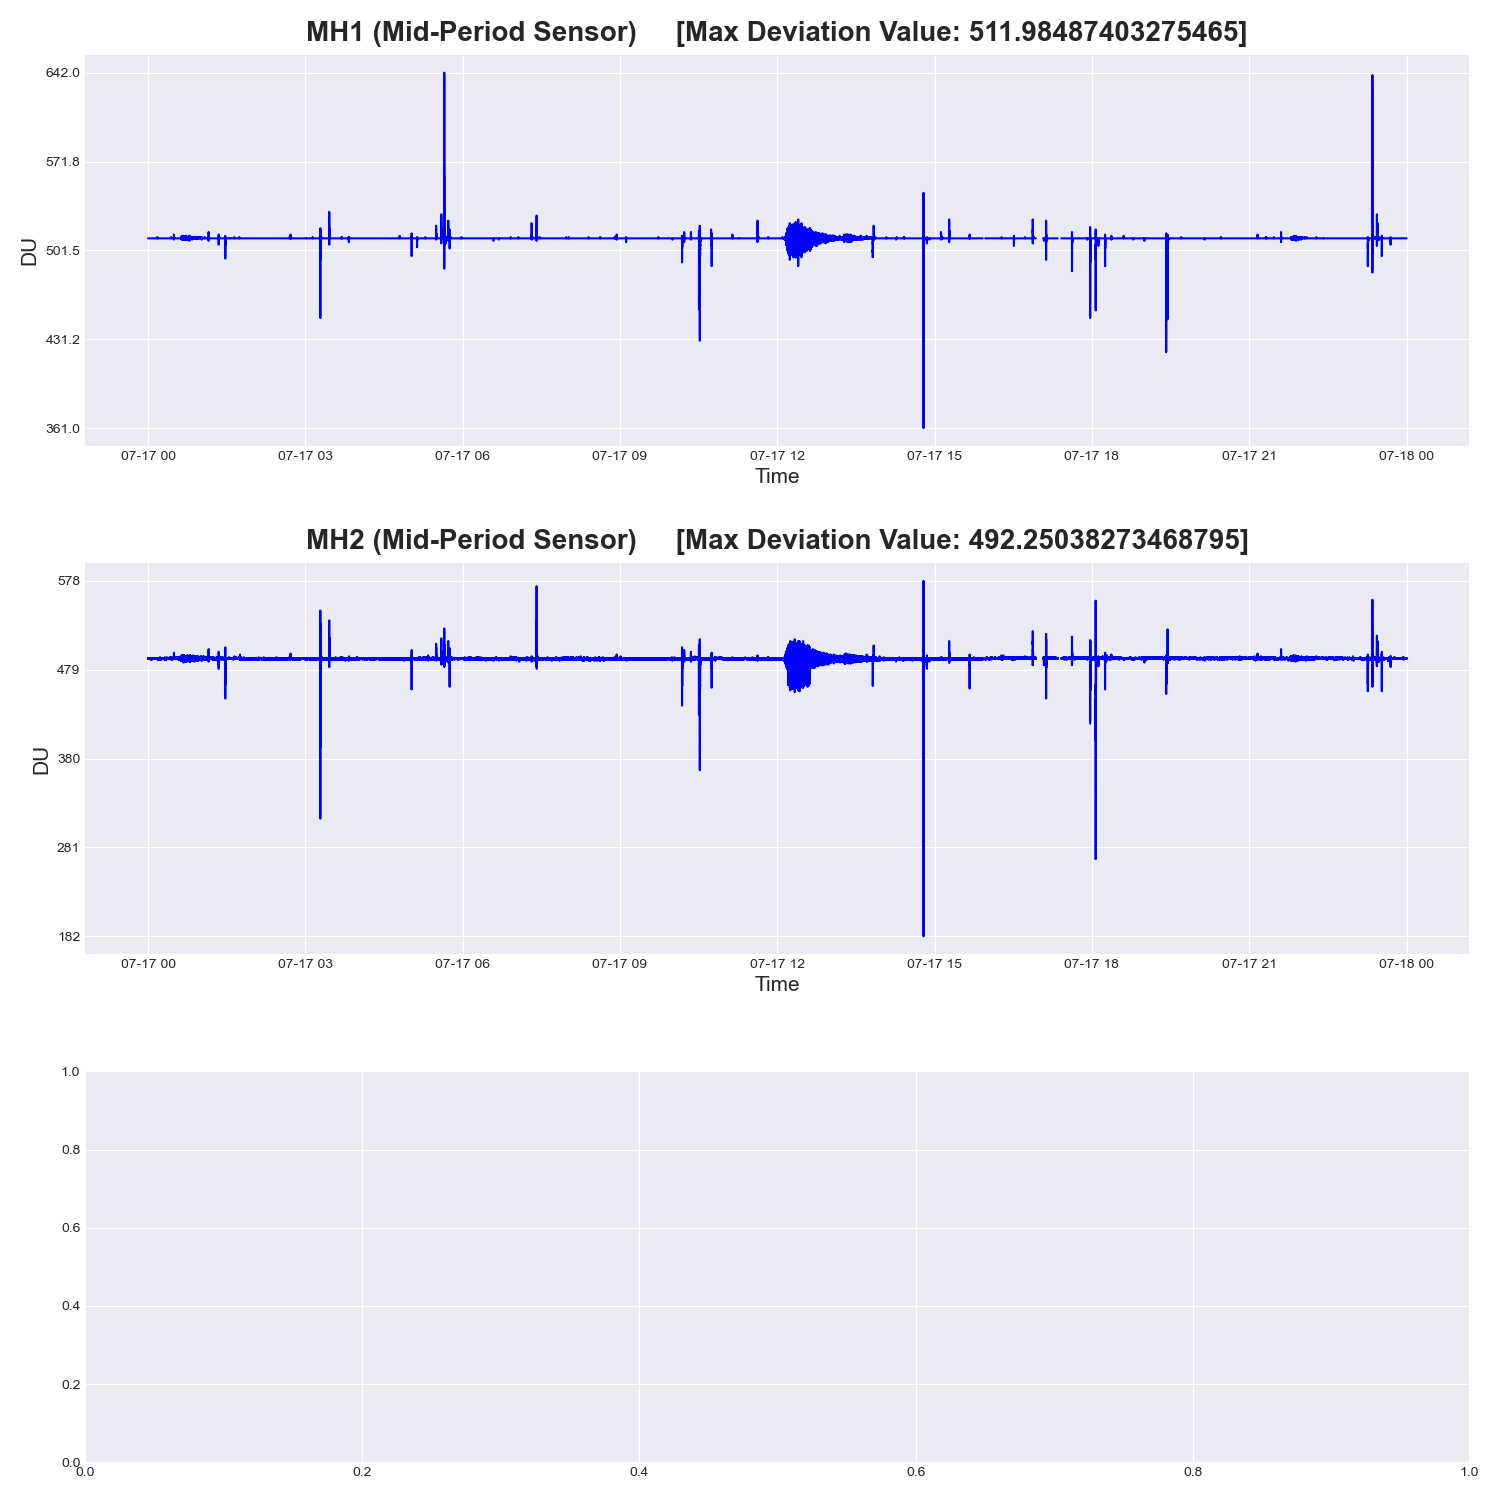 MH1 (Mid-Period Sensor) [Max Deviation Value: 511.98487403275465]
642.0
571.8
501.5
431.2
361.0
DU
07-17 00 07-17 03 07-17 06 07-17 09 07-17 12 07-17 15 07-17 18 07-17 21 07-18 00
Time
MH2 (Mid-Period Sensor) [Max Deviation Value: 492.25038273468795]
578
479
380
281
182
DU
07-17 00 07-17 03 07-17 06 07-17 09 07-17 12 07-17 15 07-17 18 07-17 21 07-18 00
Time
1.0
0.8
0.6
0.4
0.2
0.0
0.0 0.2 0.4 0.6 0.8 1.0